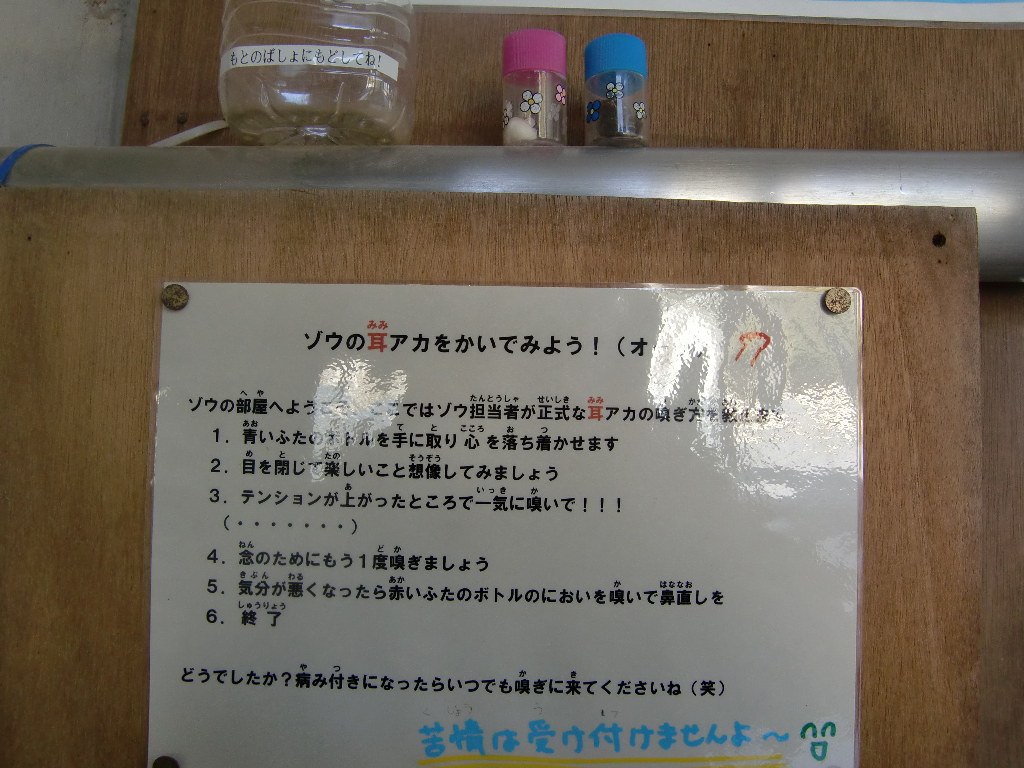 もとのばしょにもどしてね!
ゾウの耳アカをかいでみよう!(オ
ゾウの部屋へよう ではゾウ担当者が正式な耳アカの嗅ぎ方を
1. 青いふたのボトルを手に取り 心 を落ち着かせます
2. 目を閉じて楽しいこと想像してみましょう
3. テンションが上がったところで一気に嗅いで!!!
(・・・・・・・)
4. 念のためにもう1度嗅ぎましょう
5. 気分が悪くなったら赤いふたのボトルのにおいを嗅いで鼻直しを
6. 終了
どうでしたか?病み付きになったらいつでも嗅ぎに来てくださいね(笑)
苦情は受け付けませんよ~